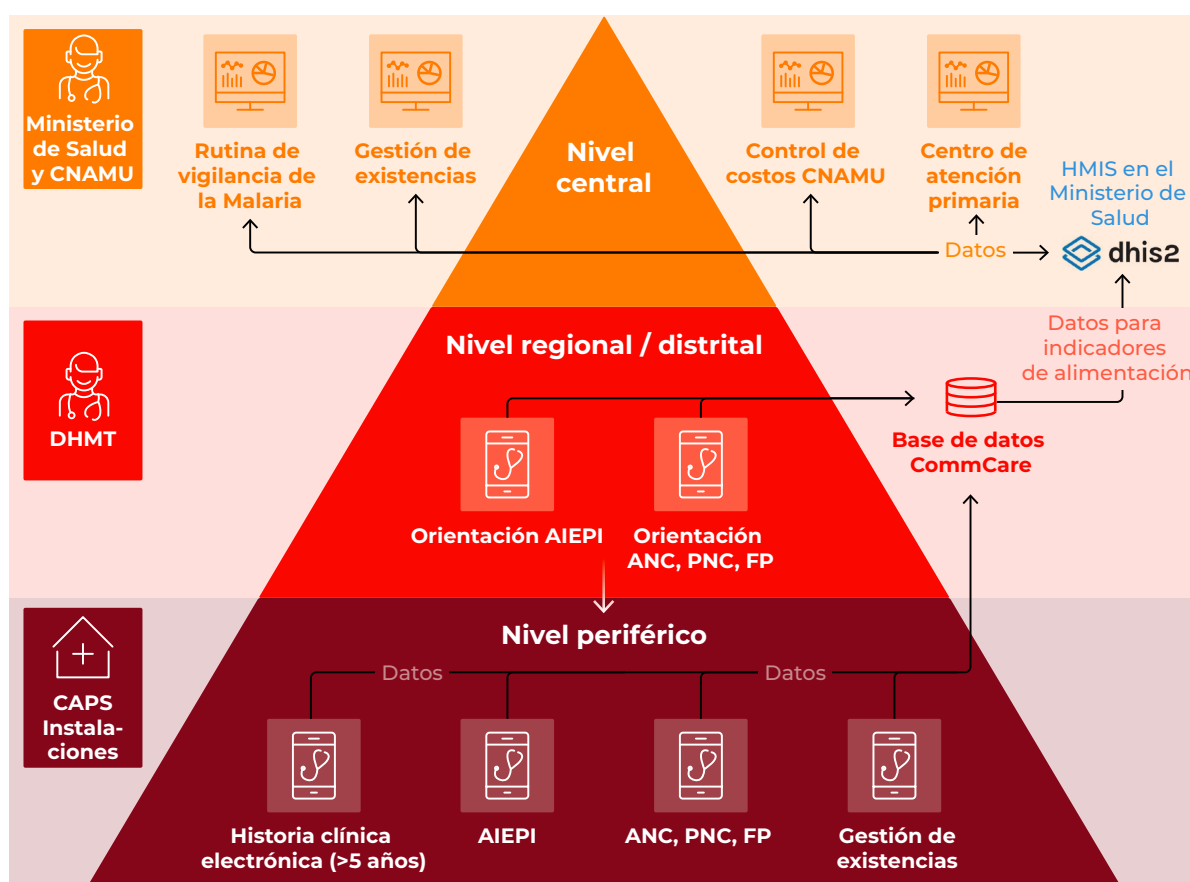 Ministerio
de Salud
y CNAMU
Rutina de
vigilancia de
la Malaria
Gestión de
existencias
Nivel
central
Control de
costos CNAMU
Centro de
atención
primaria
HMIS en el
Ministerio de
Salud
Datos
dhis2
DHMT
Nivel regional / distrital
Datos para
indicadores
de alimentación
Base de datos
CommCare
Orientación AIEPI
Orientación
ANC, PNC, FP
CAPS
Instala-
ciones
Nivel periférico
Datos
Datos
Historia clínica
electrónica (>5 años)
AIEPI
ANC, PNC, FP
Gestión de
existencias